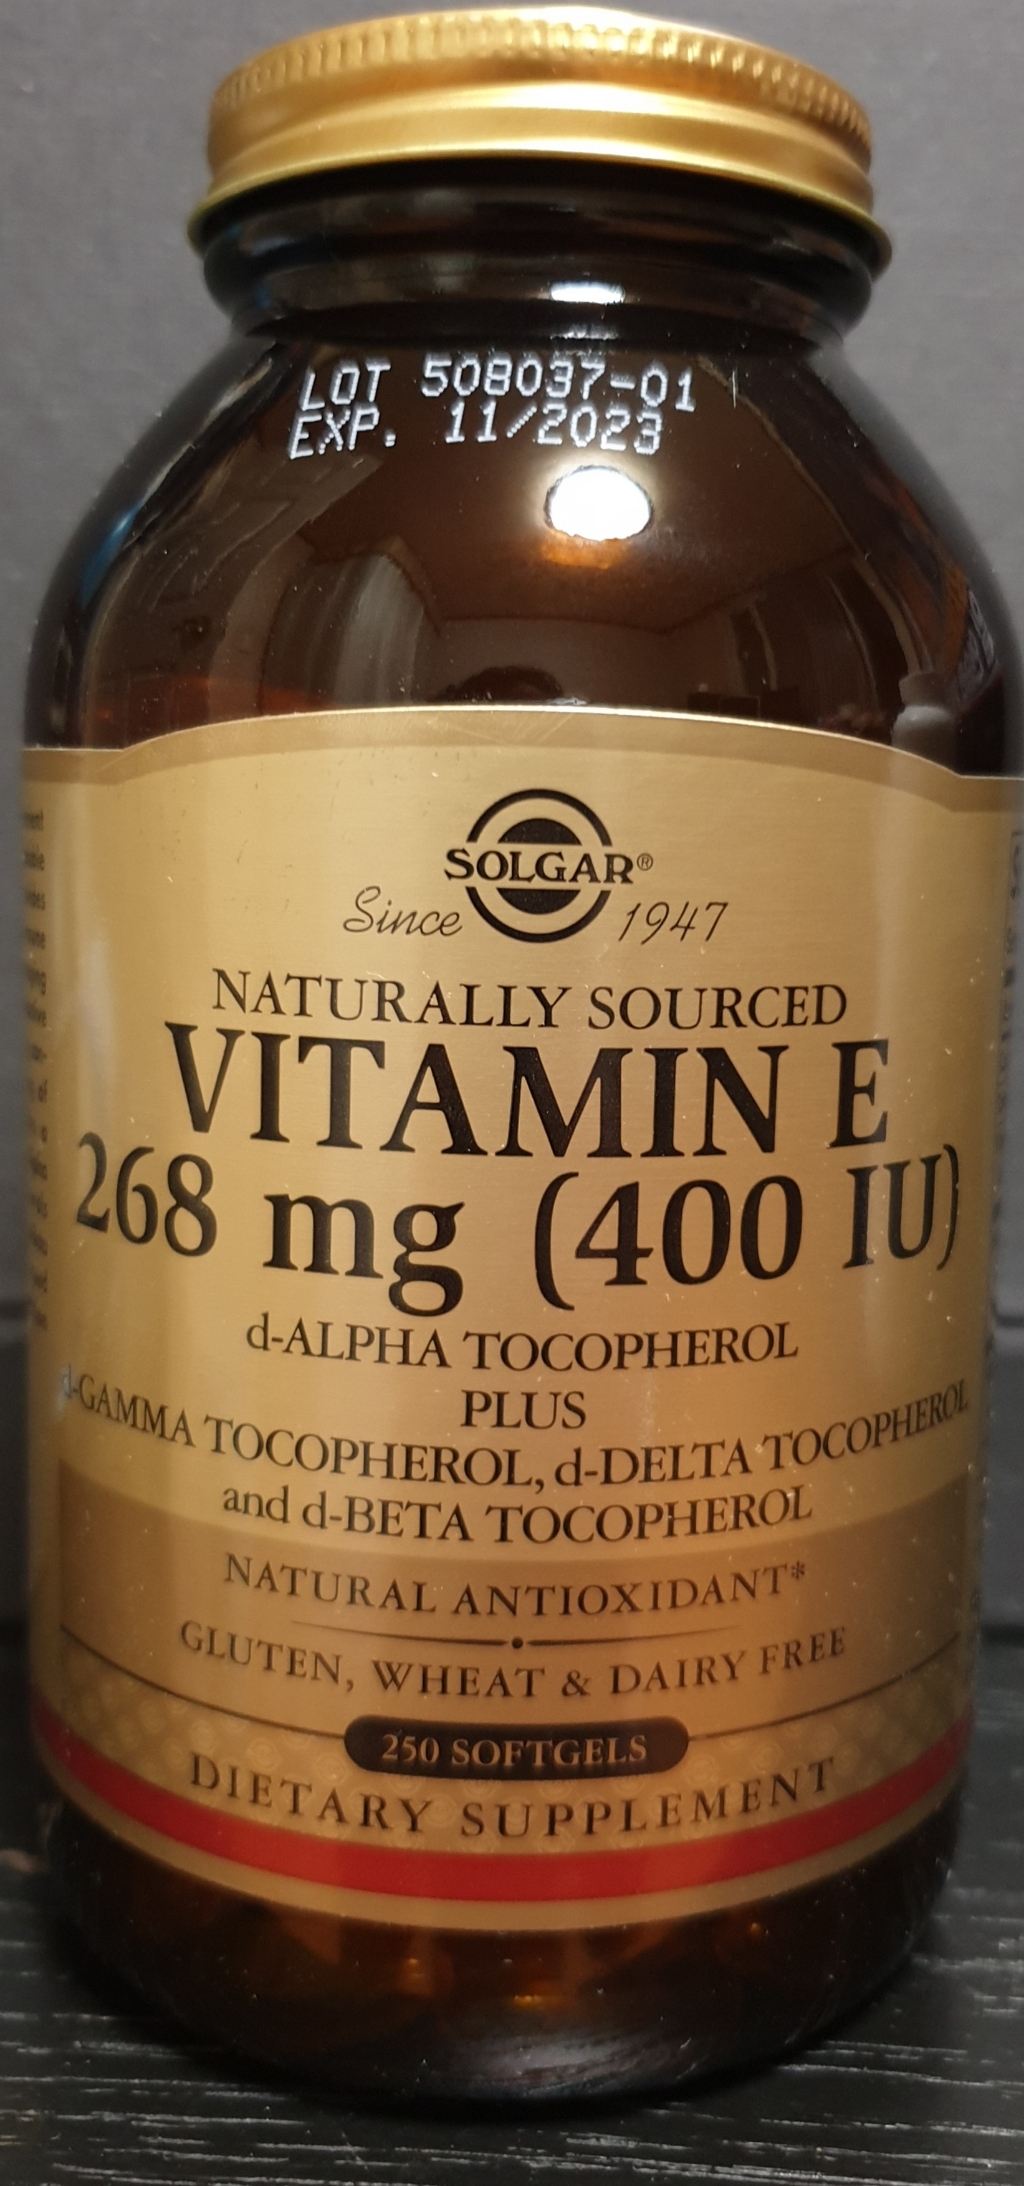 LOT 508037-01
EXP. 11/2023
SOLGAR®
Since 1947
NATURALLY SOURCED
VITAMIN E
268 mg (400 IU)
d-ALPHA TOCOPHEROL
PLUS
d-GAMMA TOCOPHEROL, d-DELTA TOCOPHEROL
and d-BETA TOCOPHEROL
NATURAL ANTIOXIDANT*
GLUTEN, WHEAT & DAIRY FREE
250 SOFTGELS
DIETARY SUPPLEMENT